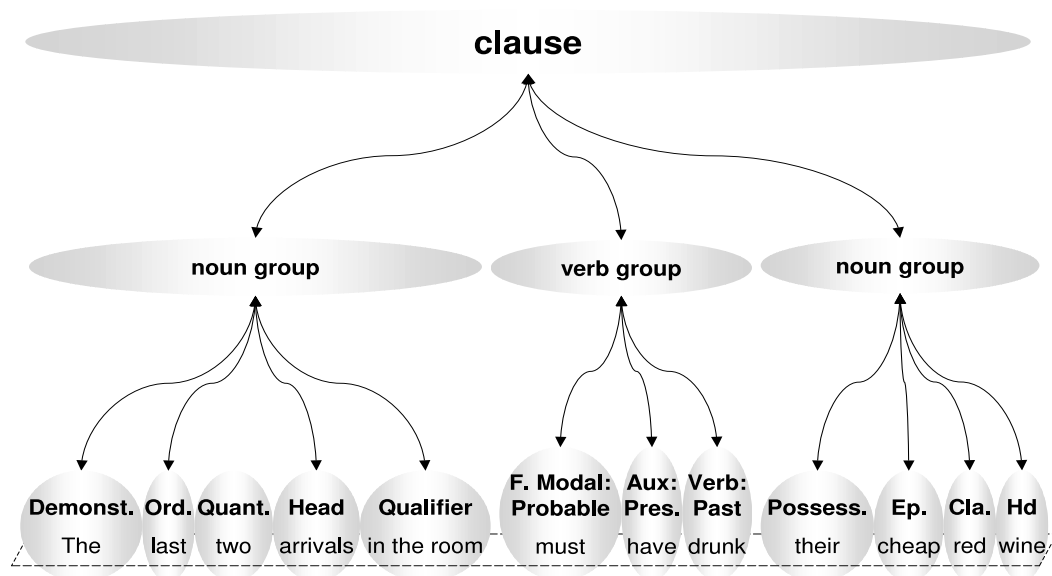 clause
noun group verb group noun group
F. Modal: Aux: Verb:
Demonst. Ord. Quant. Head Qualifier Probable Pres. Past Possess. Ep. Cla. Hd
The last two arrivals in the room must have drunk their cheap red wine